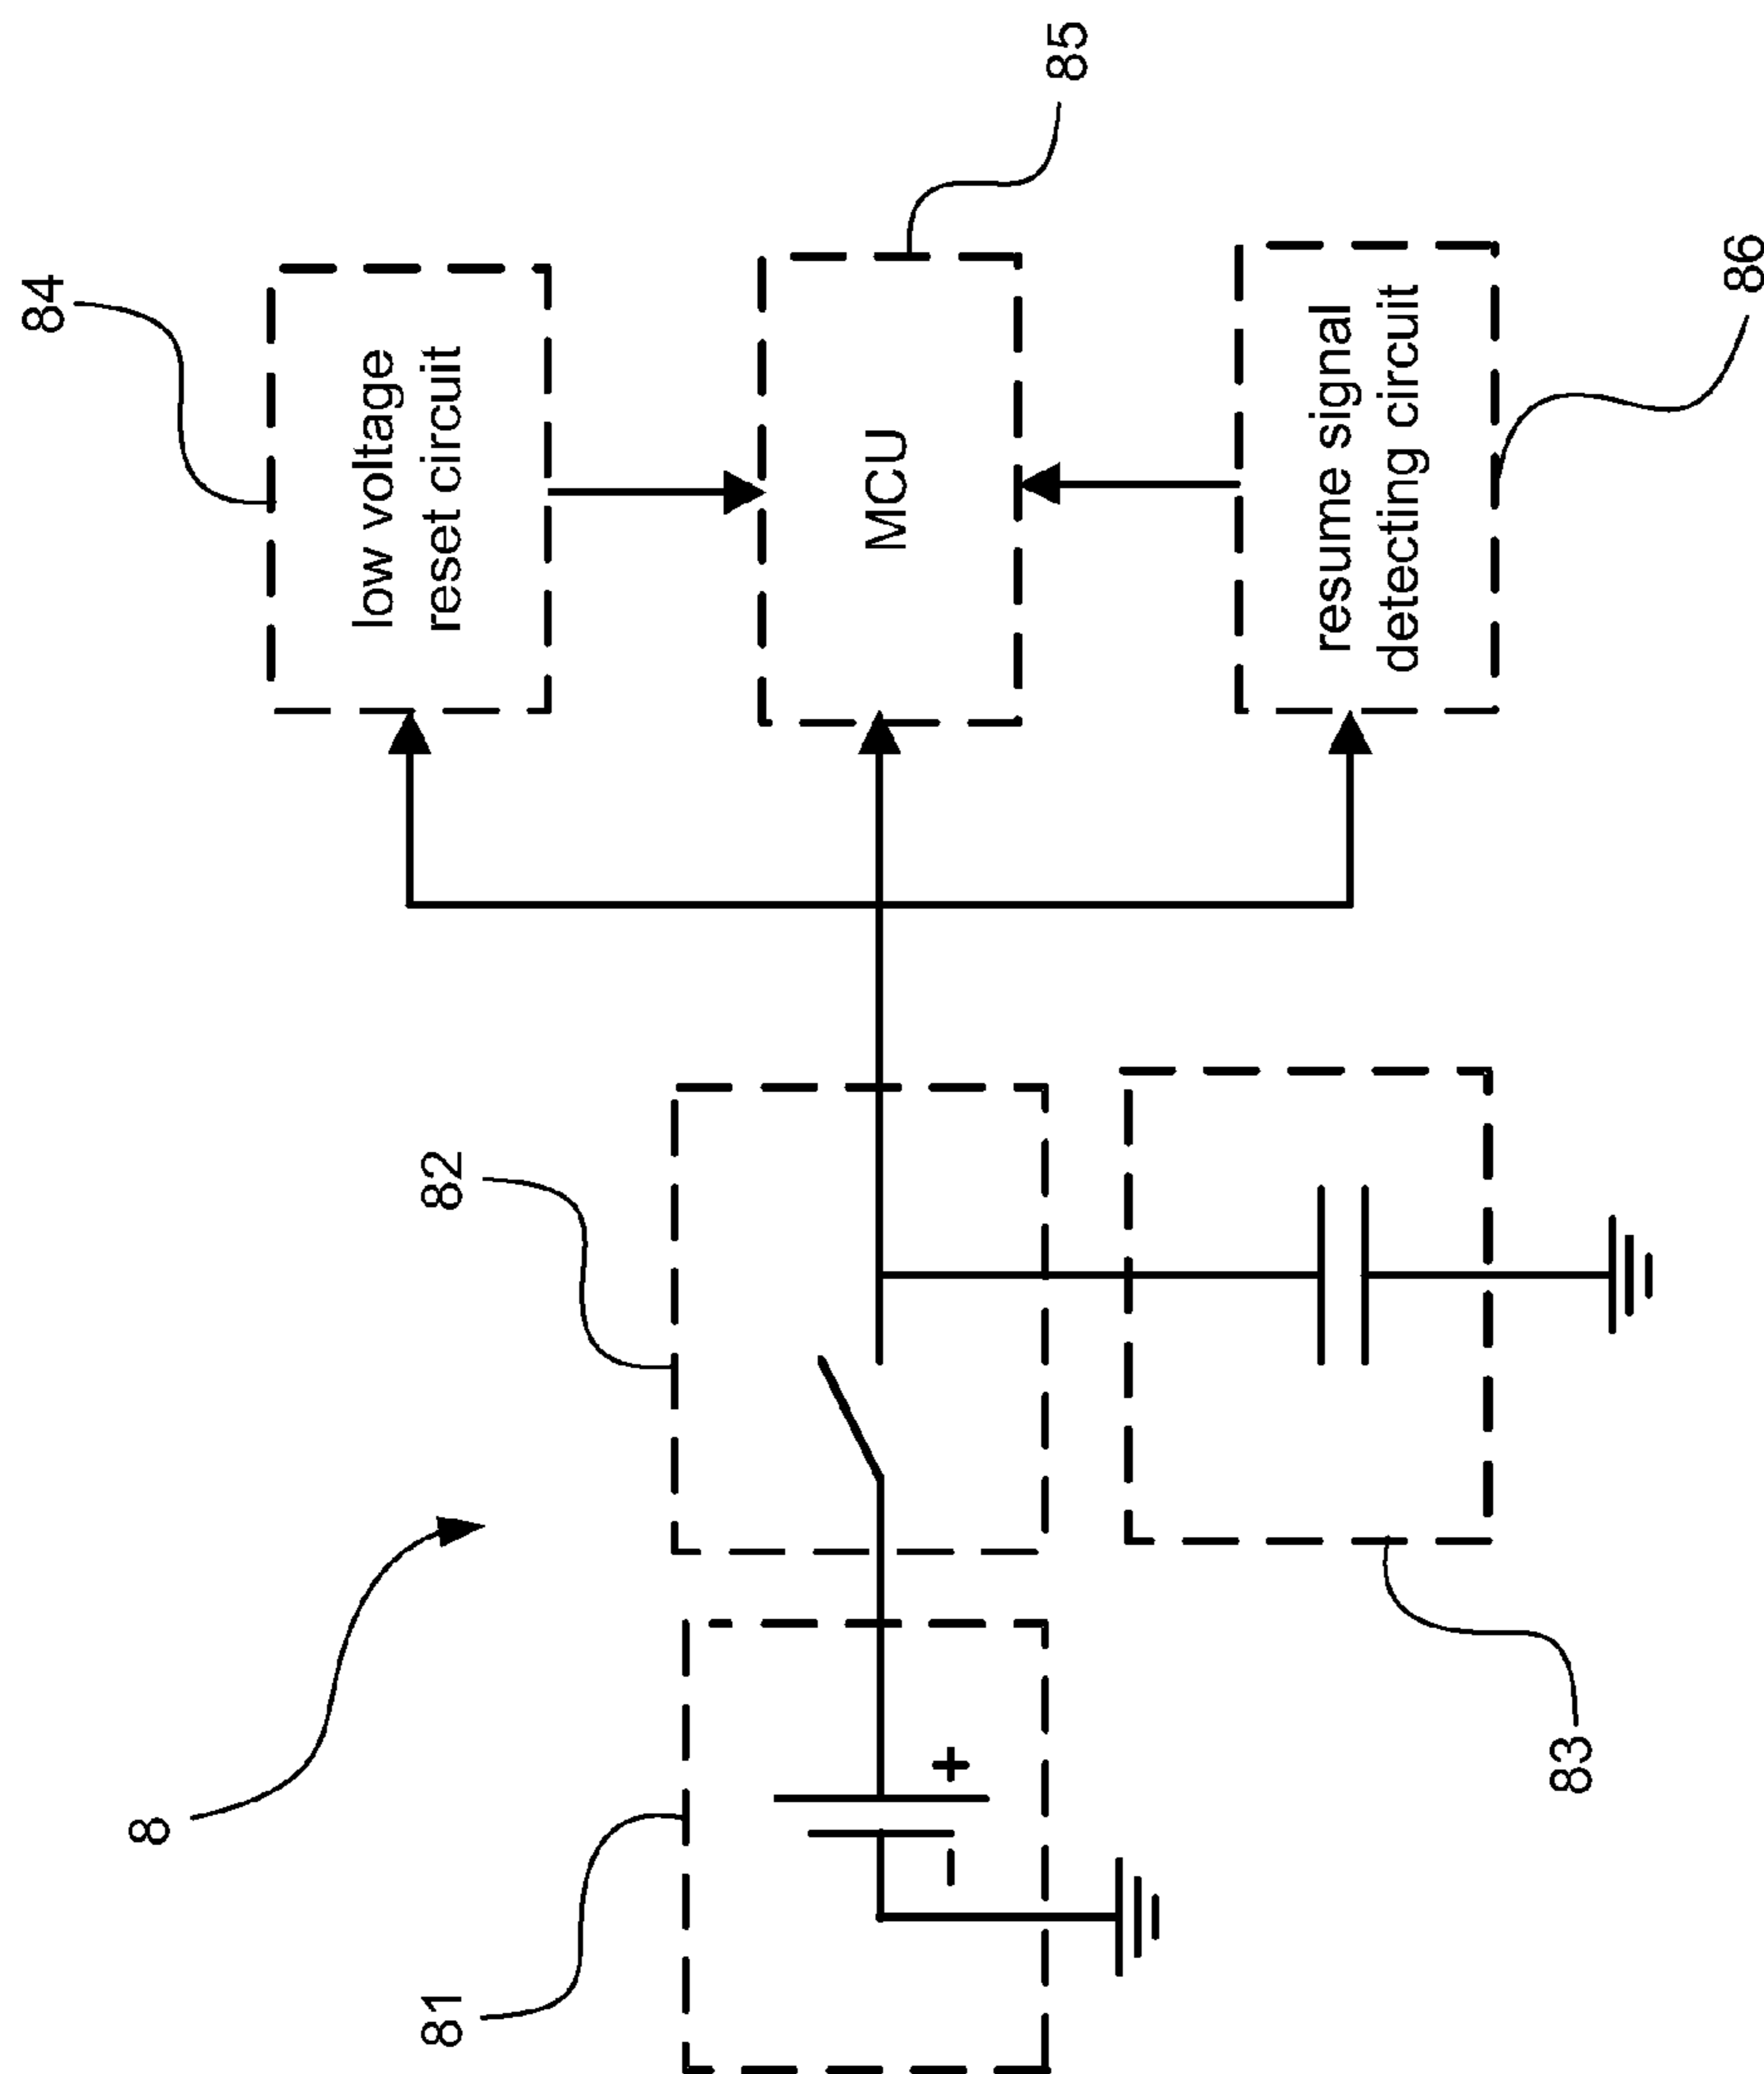 8
81
82
83
84
low voltage
reset circuit
85
MCU
86
resume signal
detecting circuit
+
−